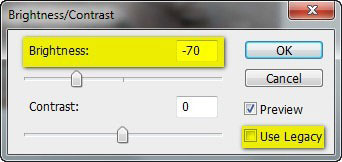 Brightness/Contrast
Brightness: -70 OK
Cancel
Contrast: 0 Preview
Use Legacy